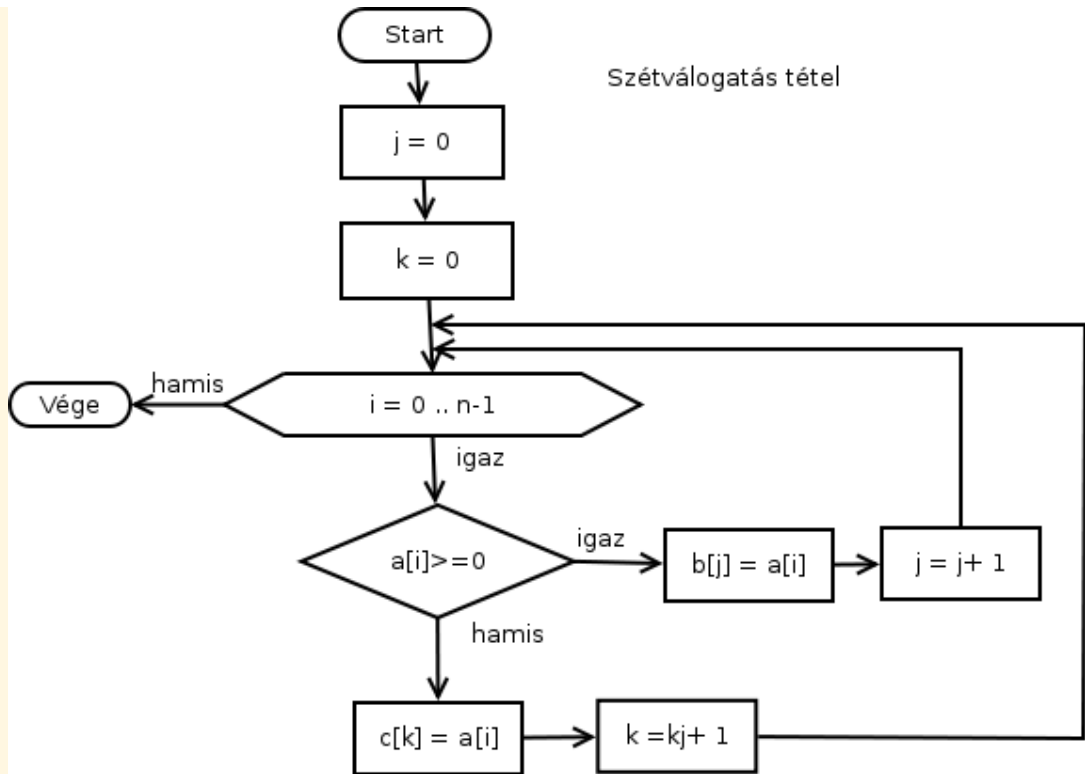 Start
Szétválogatás tétel
j = 0
k = 0
hamis
Vége
i = 0 .. n-1
igaz
a[i]>=0
igaz
b[j] = a[i]
j = j+ 1
hamis
c[k] = a[i]
k =kj+ 1